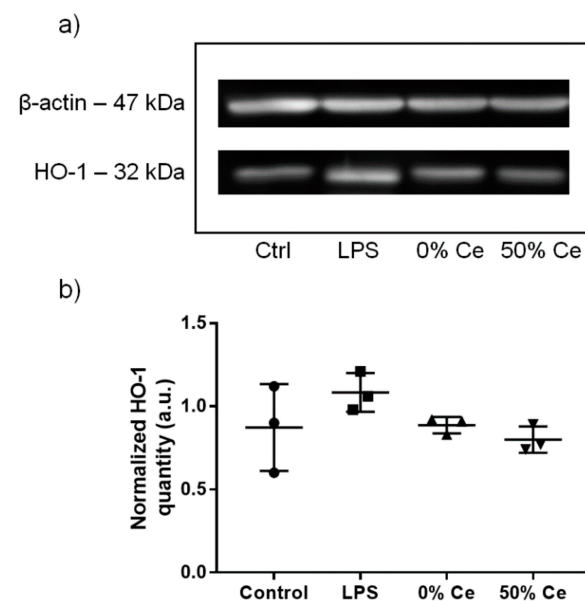 a)
β-actin – 47 kDa
HO-1 – 32 kDa
Ctrl LPS 0% Ce 50% Ce
b)
Normalized HO-1
quantity (a.u.)
1.5
1.0
0.5
0.0
Control LPS 0% Ce 50% Ce